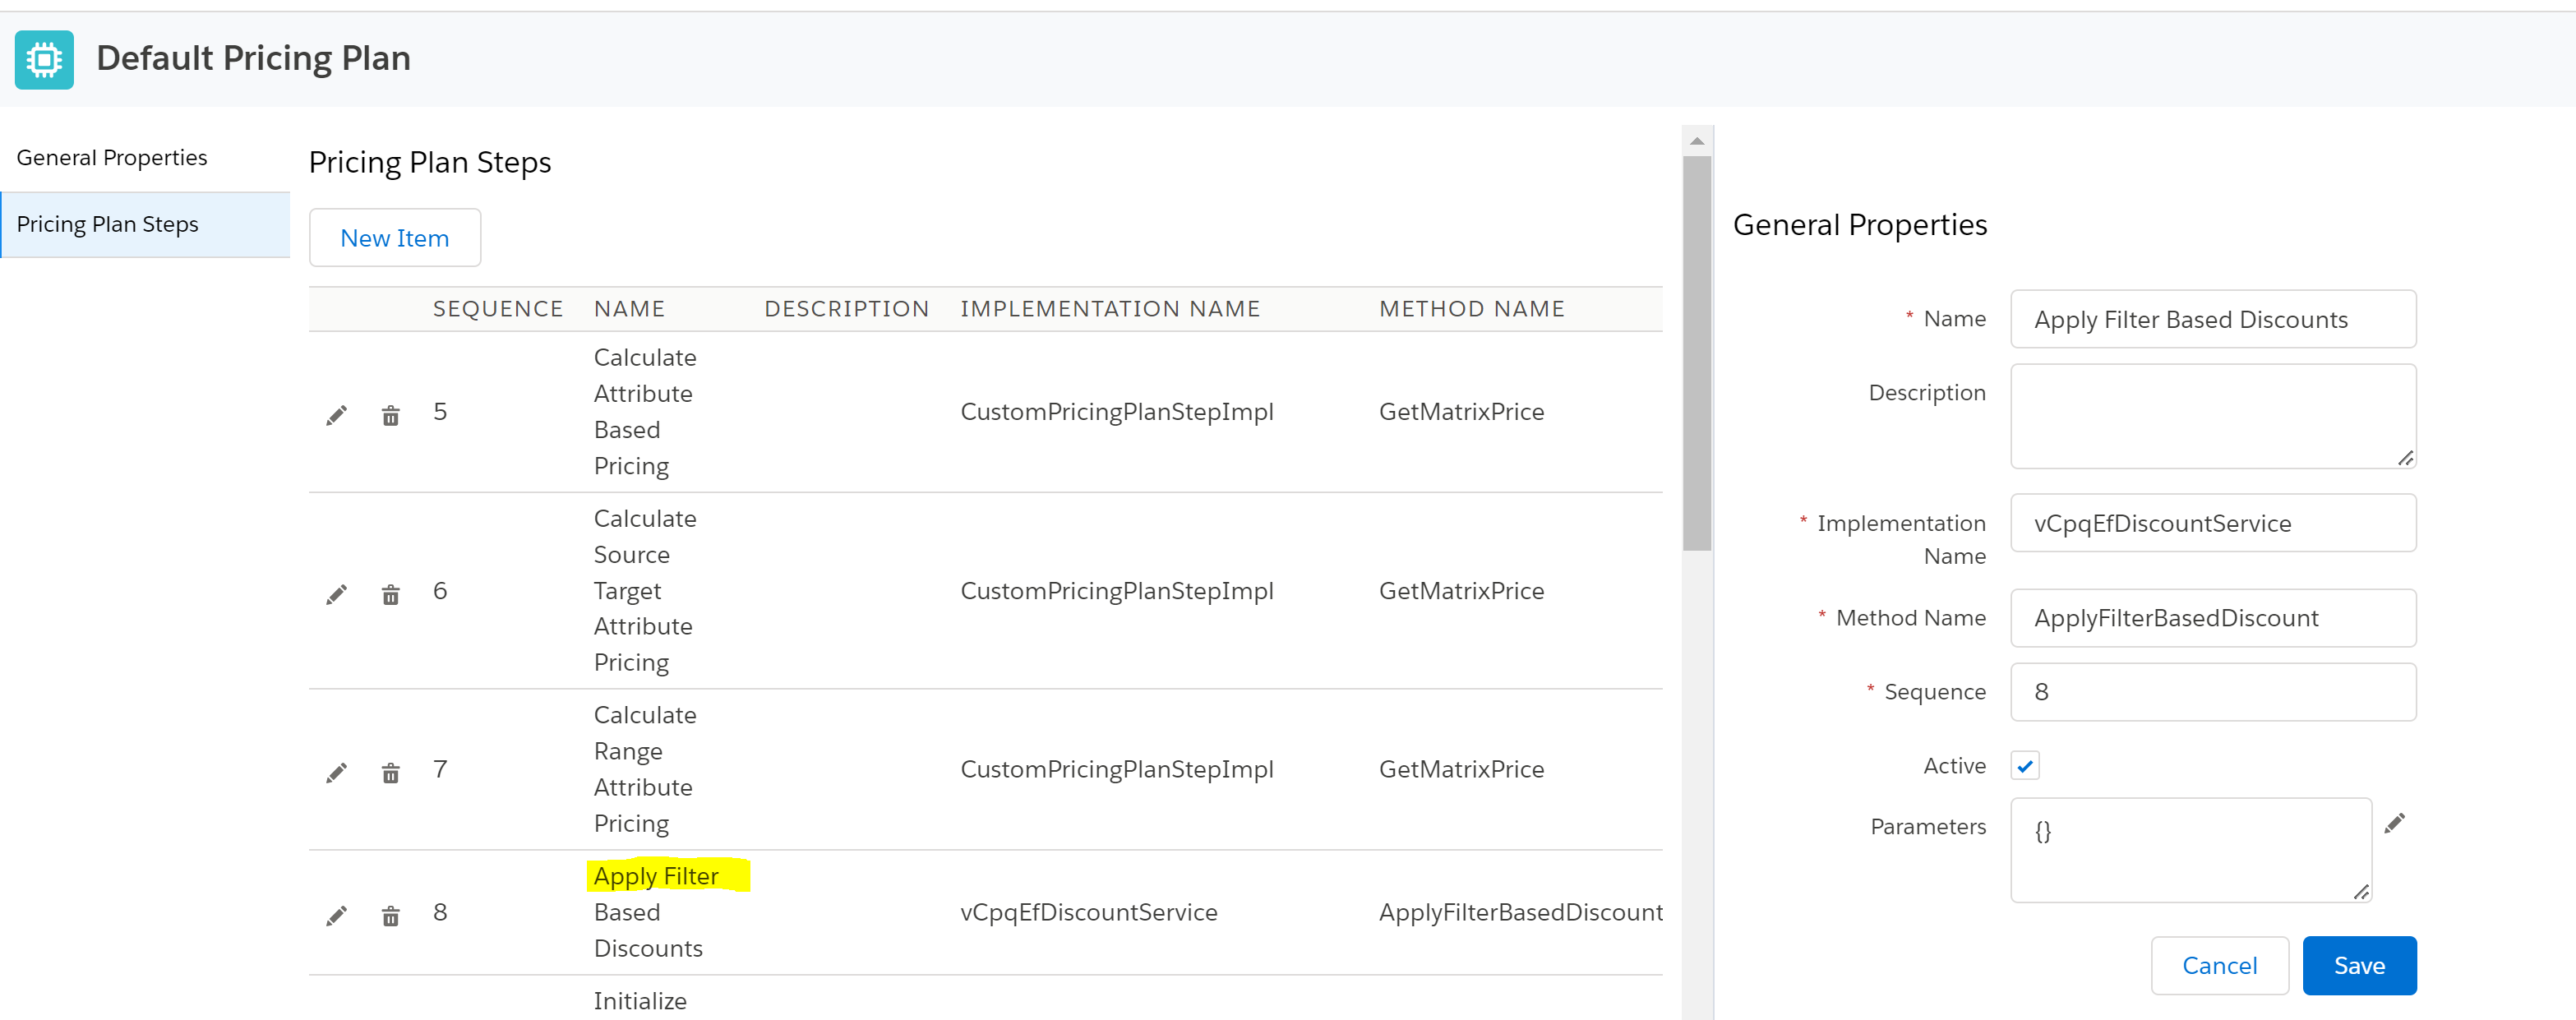 Default Pricing Plan
General Properties
Pricing Plan Steps
Pricing Plan Steps
New Item
SEQUENCE NAME DESCRIPTION IMPLEMENTATION NAME METHOD NAME
Calculate
Attribute
Based
Pricing
5 CustomPricingPlanStepImpl GetMatrixPrice
Calculate
Source
Target
Attribute
Pricing
6 CustomPricingPlanStepImpl GetMatrixPrice
Calculate
Range
Attribute
Pricing
7 CustomPricingPlanStepImpl GetMatrixPrice
Apply Filter
Based
Discounts
8 vCpqEfDiscountService ApplyFilterBasedDiscount
Initialize
General Properties
* Name Apply Filter Based Discounts
Description
* Implementation
Name
vCpqEfDiscountService
* Method Name ApplyFilterBasedDiscount
* Sequence 8
Active
Parameters {}
Cancel Save